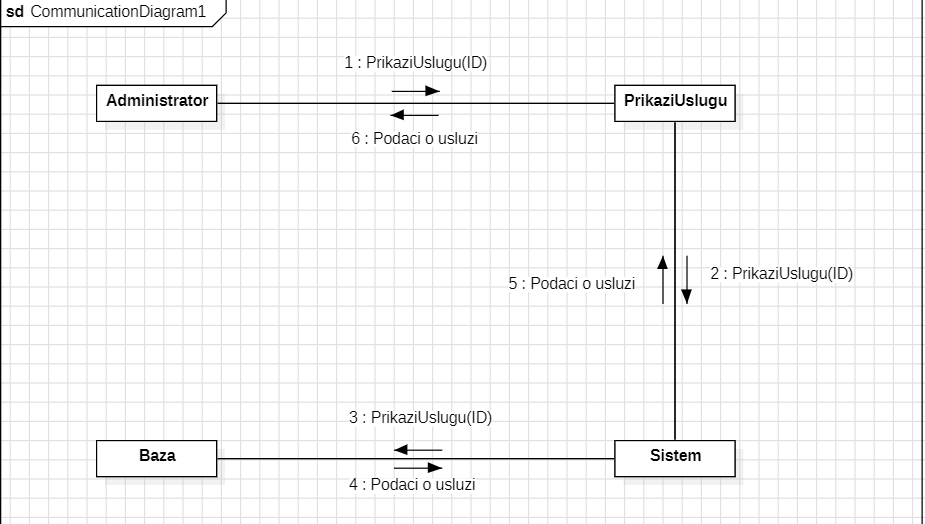 sd CommunicationDiagram1
1 : PrikaziUslugu(ID)
Administrator
PrikaziUslugu
6 : Podaci o usluzi
2 : PrikaziUslugu(ID)
5 : Podaci o usluzi
3 : PrikaziUslugu(ID)
Baza
Sistem
4 : Podaci o usluzi